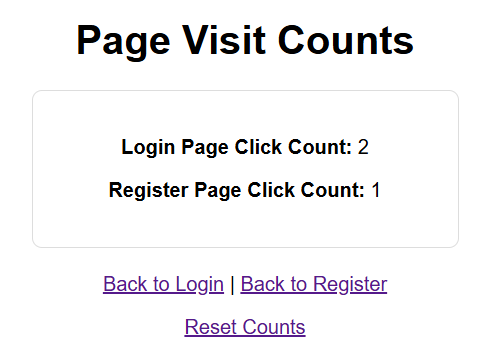 Page Visit Counts
Login Page Click Count: 2
Register Page Click Count: 1
Back to Login | Back to Register
Reset Counts